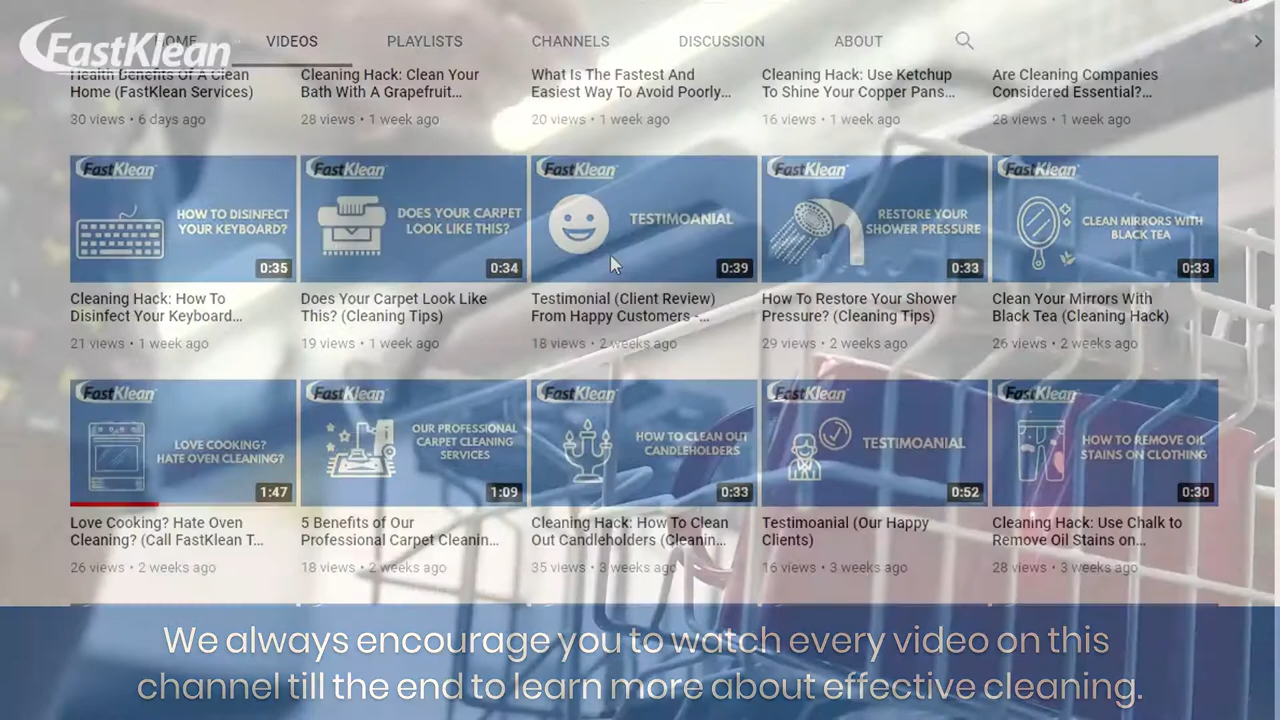 FastKlean
HOME VIDEOS PLAYLISTS CHANNELS DISCUSSION ABOUT
Health Benefits Of A Clean
Home (FastKlean Services)
30 views • 6 days ago
Cleaning Hack: Clean Your
Bath With A Grapefruit...
28 views • 1 week ago
What Is The Fastest And
Easiest Way To Avoid Poorly...
20 views • 1 week ago
Cleaning Hack: Use Ketchup
To Shine Your Copper Pans...
16 views • 1 week ago
Are Cleaning Companies
Considered Essential?...
28 views • 1 week ago
FastKlean
HOW TO DISINFECT
YOUR KEYBOARD?
0:35
Cleaning Hack: How To
Disinfect Your Keyboard...
21 views • 1 week ago
FastKlean
DOES YOUR CARPET
LOOK LIKE THIS?
0:34
Does Your Carpet Look Like
This? (Cleaning Tips)
19 views • 1 week ago
FastKlean
TESTIMOANIAL
0:39
Testimonial (Client Review)
From Happy Customers -...
18 views • 2 weeks ago
FastKlean
RESTORE YOUR
SHOWER PRESSURE
0:33
How To Restore Your Shower
Pressure? (Cleaning Tips)
29 views • 2 weeks ago
FastKlean
CLEAN MIRRORS WITH
BLACK TEA
0:33
Clean Your Mirrors With
Black Tea (Cleaning Hack)
26 views • 2 weeks ago
FastKlean
LOVE COOKING?
HATE OVEN CLEANING?
1:47
Love Cooking? Hate Oven
Cleaning? (Call FastKlean T...
26 views • 2 weeks ago
FastKlean
OUR PROFESSIONAL
CARPET CLEANING
SERVICES
1:09
5 Benefits of Our
Professional Carpet Cleanin...
18 views • 2 weeks ago
FastKlean
HOW TO CLEAN OUT
CANDLEHOLDERS
0:33
Cleaning Hack: How To Clean
Out Candleholders (Cleanin...
35 views • 3 weeks ago
FastKlean
TESTIMOANIAL
0:52
Testimoanial (Our Happy
Clients)
16 views • 3 weeks ago
FastKlean
HOW TO REMOVE OIL
STAINS ON CLOTHING
0:30
Cleaning Hack: Use Chalk to
Remove Oil Stains on...
28 views • 3 weeks ago
We always encourage you to watch every video on this
channel till the end to learn more about effective cleaning.